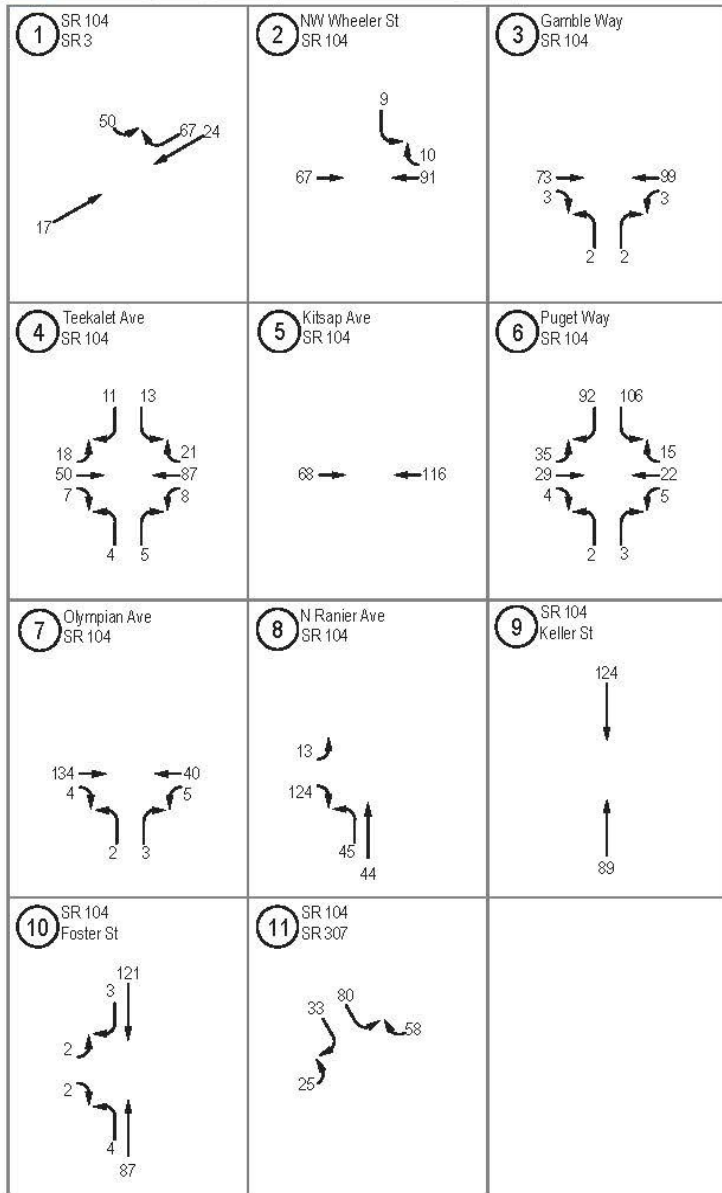 1 SR 104
SR 3
50 67 24
17
2 NW Wheeler St
SR 104
9
10
67 91
3 Gamble Way
SR 104
73 99
3 3
2 2
4 Teekalet Ave
SR 104
11 13
18 21
50 87
7 8
4 5
5 Kitsap Ave
SR 104
68 116
6 Puget Way
SR 104
92 106
35 15
29 22
4 5
2 3
7 Olympian Ave
SR 104
134 40
4 5
2 3
8 N Ranier Ave
SR 104
13
124
45
44
9 SR 104
Keller St
124
89
10 SR 104
Foster St
121
3
2
2
4
87
11 SR 104
SR 307
80
33
58
25